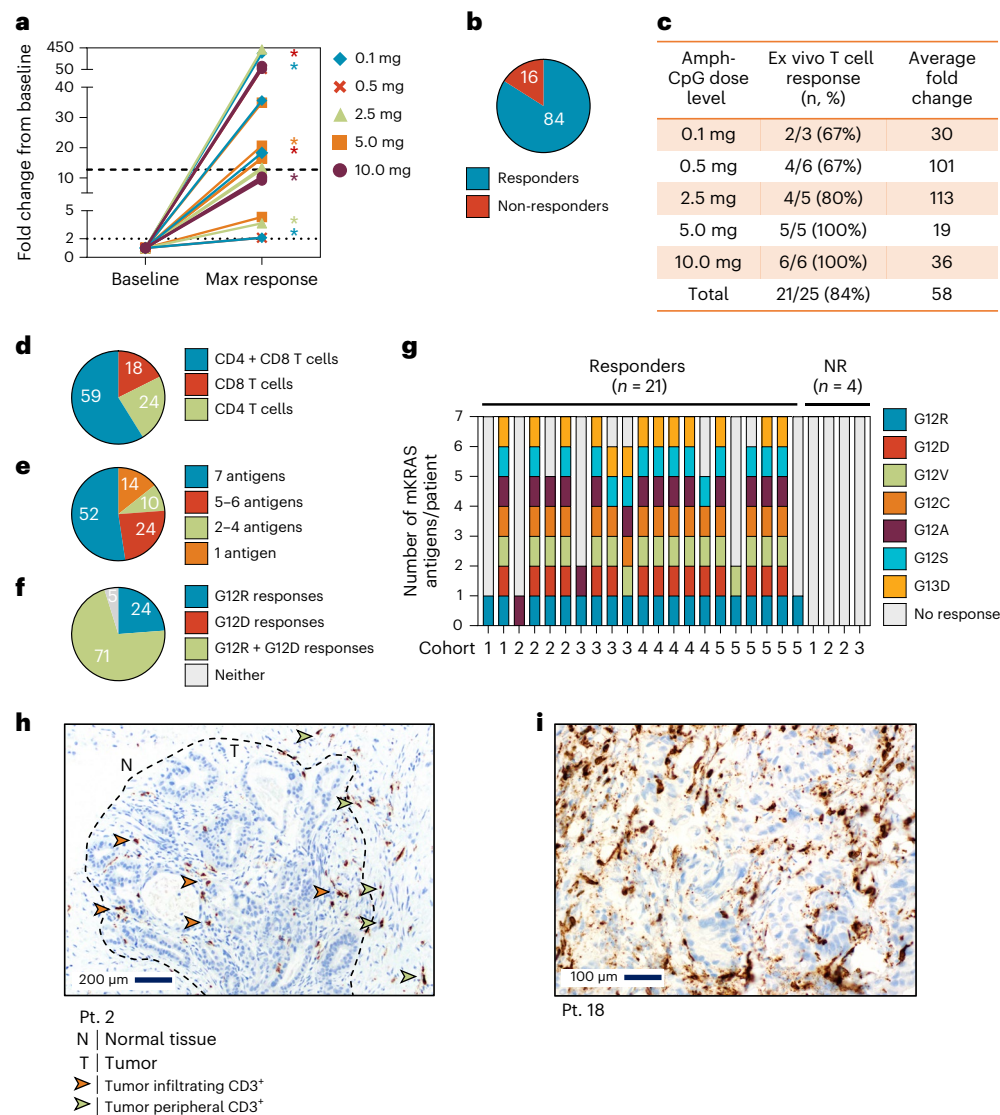 a
Fold change from baseline
450
50
40
30
20
10
5
2
0
Baseline
Max response
*
*
*
*
*
*
*
0.1 mg
0.5 mg
2.5 mg
5.0 mg
10.0 mg
b
16
84
Responders
Non-responders
c
Amph-CpG dose level
Ex vivo T cell response (n, %)
Average fold change
0.1 mg 2/3 (67%) 30
0.5 mg 4/6 (67%) 101
2.5 mg 4/5 (80%) 113
5.0 mg 5/5 (100%) 19
10.0 mg 6/6 (100%) 36
Total 21/25 (84%) 58
d
59
18
24
CD4 + CD8 T cells
CD8 T cells
CD4 T cells
e
52
14
10
24
7 antigens
5–6 antigens
2–4 antigens
1 antigen
f
5
24
71
G12R responses
G12D responses
G12R + G12D responses
Neither
g
Responders
(n = 21)
NR
(n = 4)
Number of mKRAS
antigens/patient
7
6
5
4
3
2
1
0
Cohort 1 1 2 2 2 2 3 3 3 3 4 4 4 4 4 5 5 5 5 5 5 1 2 2 3
G12R
G12D
G12V
G12C
G12A
G12S
G13D
No response
h
N
T
200 µm
Pt. 2
N | Normal tissue
T | Tumor
Tumor infiltrating CD3+
Tumor peripheral CD3+
i
100 µm
Pt. 18